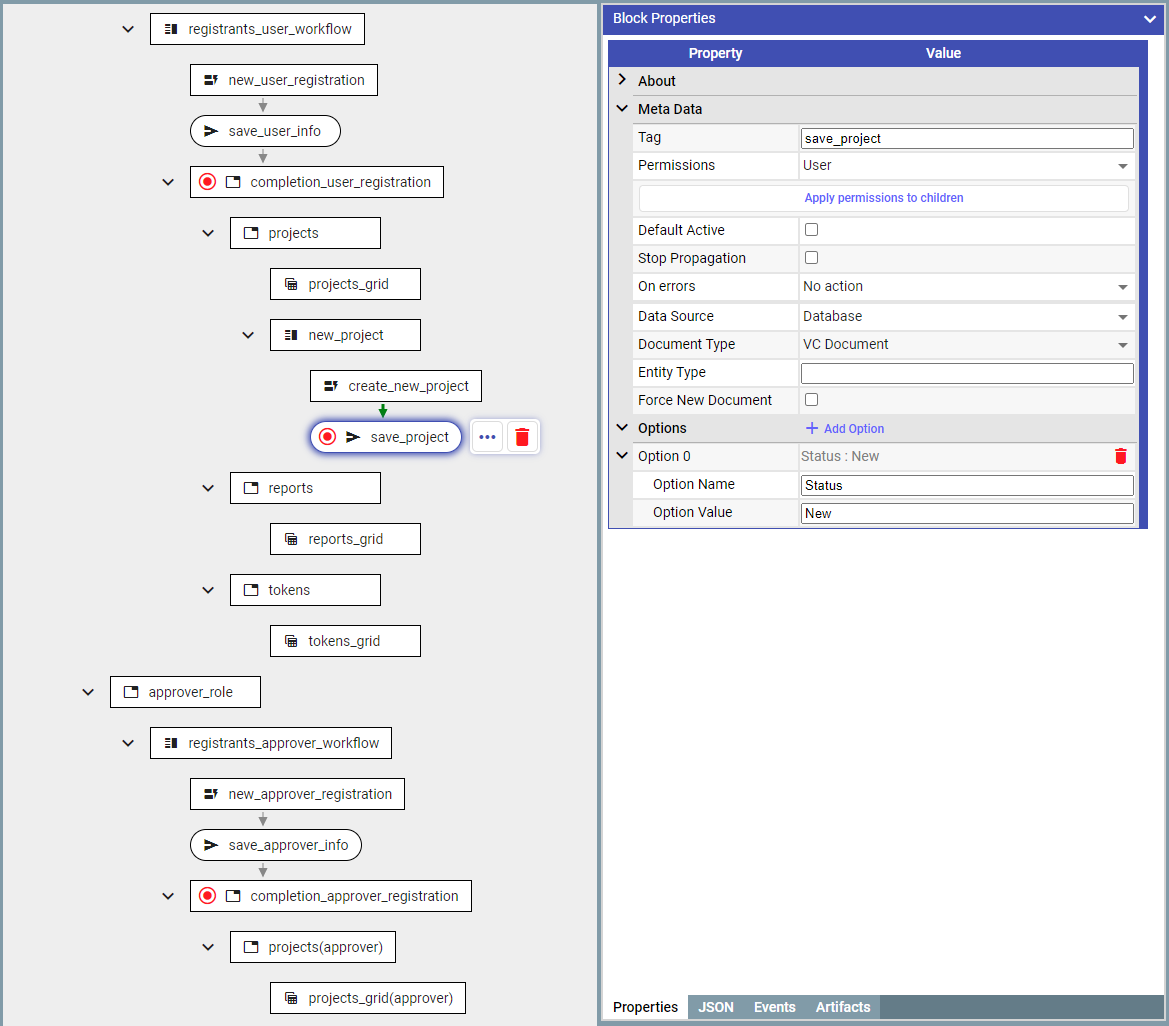 registrants_user_workflow
new_user_registration
save_user_info
completion_user_registration
projects
projects_grid
new_project
create_new_project
save_project
reports
reports_grid
tokens
tokens_grid
approver_role
registrants_approver_workflow
new_approver_registration
save_approver_info
completion_approver_registration
projects(approver)
projects_grid(approver)
Block Properties
Property Value
About
Meta Data
Tag save_project
Permissions User
Apply permissions to children
Default Active
Stop Propagation
On errors No action
Data Source Database
Document Type VC Document
Entity Type
Force New Document
Options + Add Option
Option 0 Status : New
Option Name Status
Option Value New
Properties JSON Events Artifacts